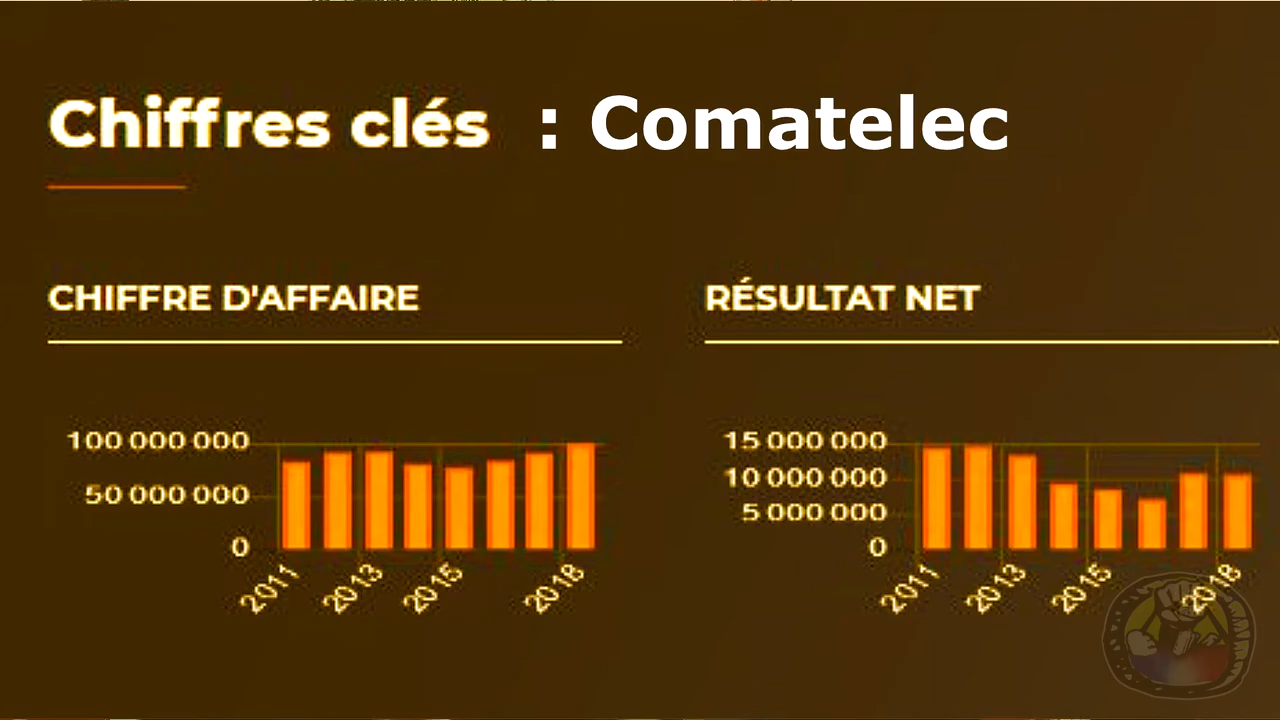 Chiffres clés : Comatelec
CHIFFRE D'AFFAIRE
RÉSULTAT NET
100 000 000
50 000 000
0
2011
2013
2015
2018
15 000 000
10 000 000
5 000 000
0
2011
2013
2015
2018